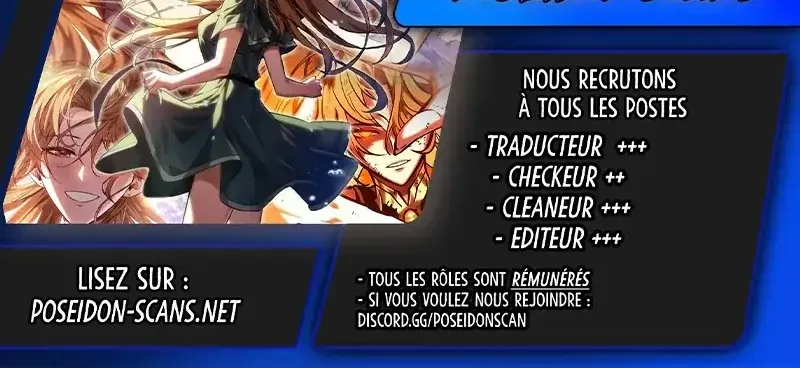 NOUS RECRUTONS
À TOUS LES POSTES
- TRADUCTEUR +++
- CHECKEUR ++
- CLEANEUR +++
- EDITEUR +++
- TOUS LES RÔLES SONT RÉMUNÉRÉS
- SI VOUS VOULEZ NOUS REJOINDRE :
DISCORD.GG/POSEIDONSCAN
LISEZ SUR :
POSEIDON-SCANS.NET